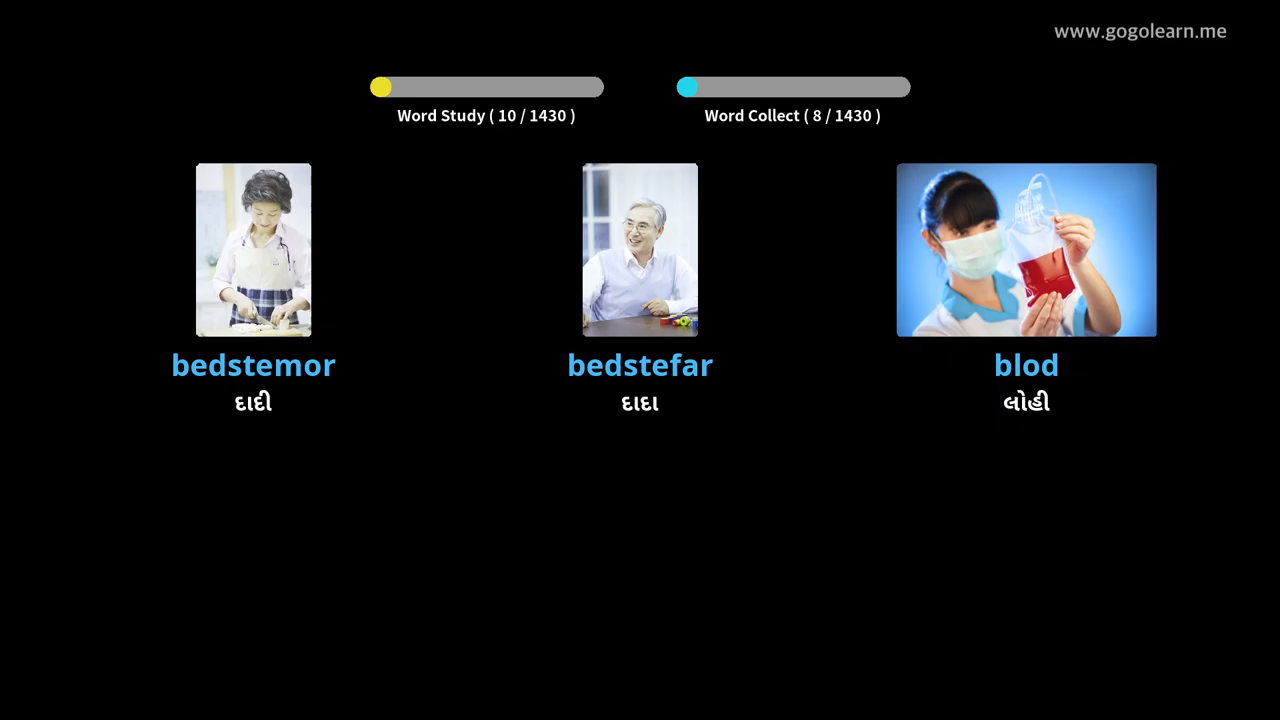 www.gogolearn.me
Word Study ( 10 / 1430 )
Word Collect ( 8 / 1430 )
bedstemor
દાદી
bedstefar
દાદા
blod
લોહી